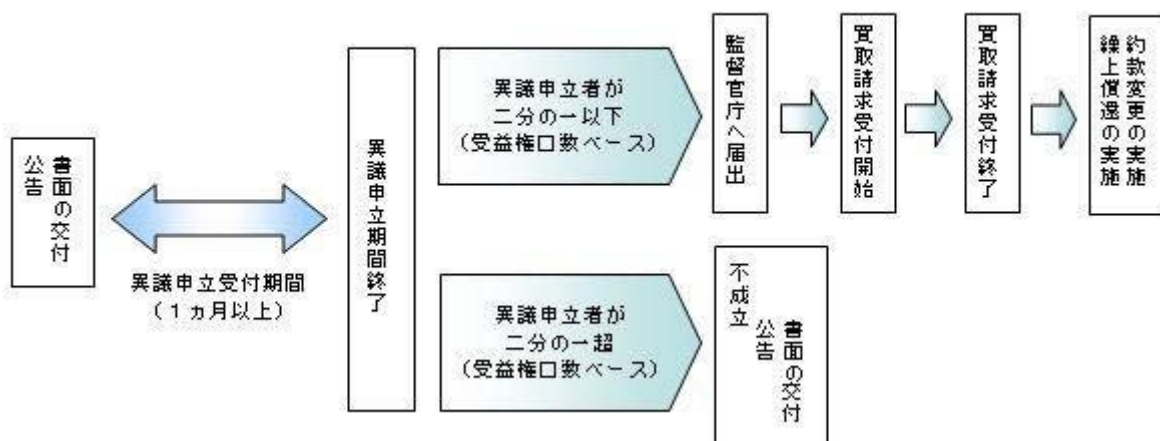 書面の交付
公告
異議申立受付期間
（１ヵ月以上）
異議申立期間終了
異議申立者が
二分の一以下
（受益権口数ベース）
監督官庁へ届出
買取請求受付開始
買取請求受付終了
約款変更の実施
繰上償還の実施
異議申立者が
二分の一超
（受益権口数ベース）
不成立
書面の交付
公告